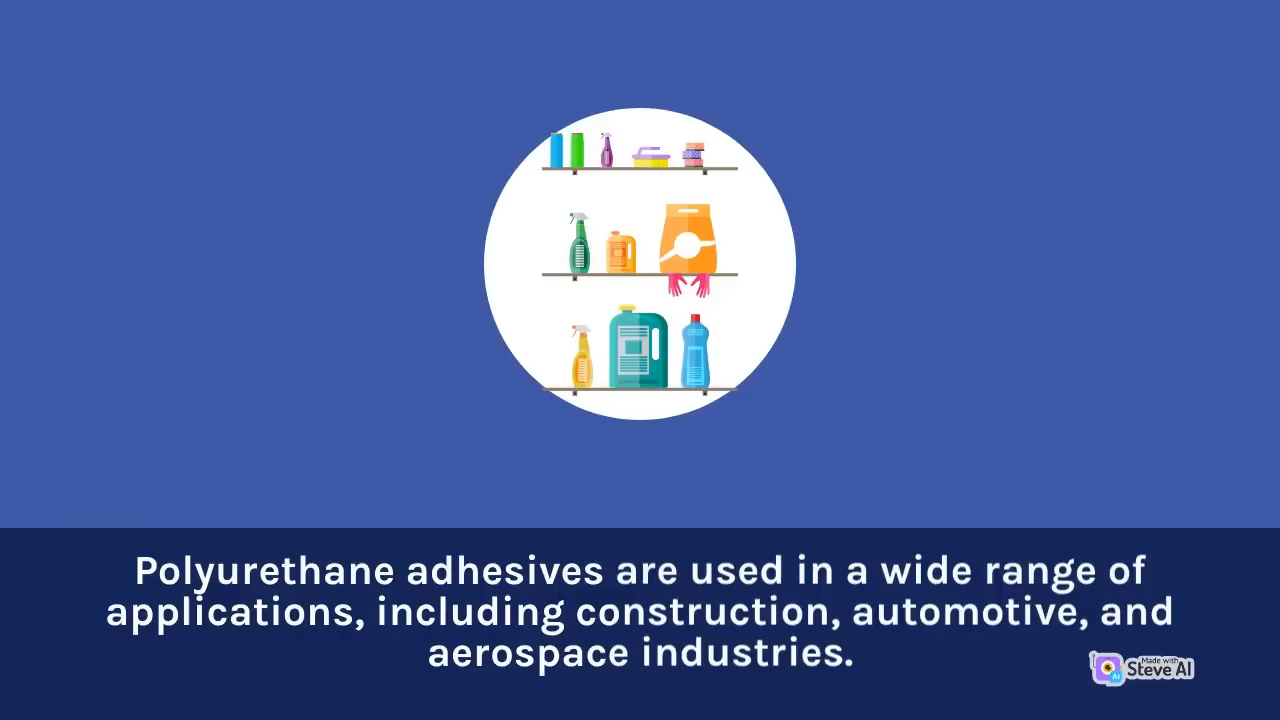 Polyurethane adhesives are used in a wide range of
applications, including construction, automotive, and
aerospace industries.
Made with
Steve AI
AI